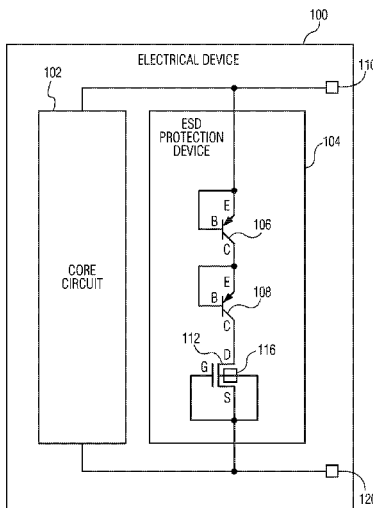 100
ELECTRICAL DEVICE
110
102
ESD
PROTECTION
DEVICE
104
E
B
106
C
CORE
CIRCUIT
E
B
108
C
112
D
116
G
S
120